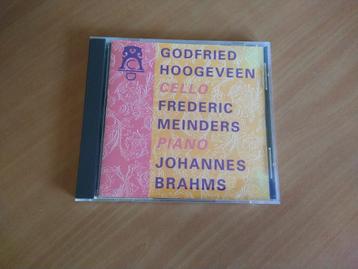 GODFRIED
HOOGEVEEN
CELLO
FREDERIC
MEINDERS
PIANO
JOHANNES
BRAHMS